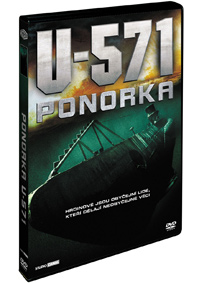 U-571
PONORKA
HRDINOVÉ JSOU OBYČEJNÍ LIDÉ,
KTEŘÍ DĚLAJÍ NEOBYČEJNÉ VĚCI
DVD
PONORKA U-571